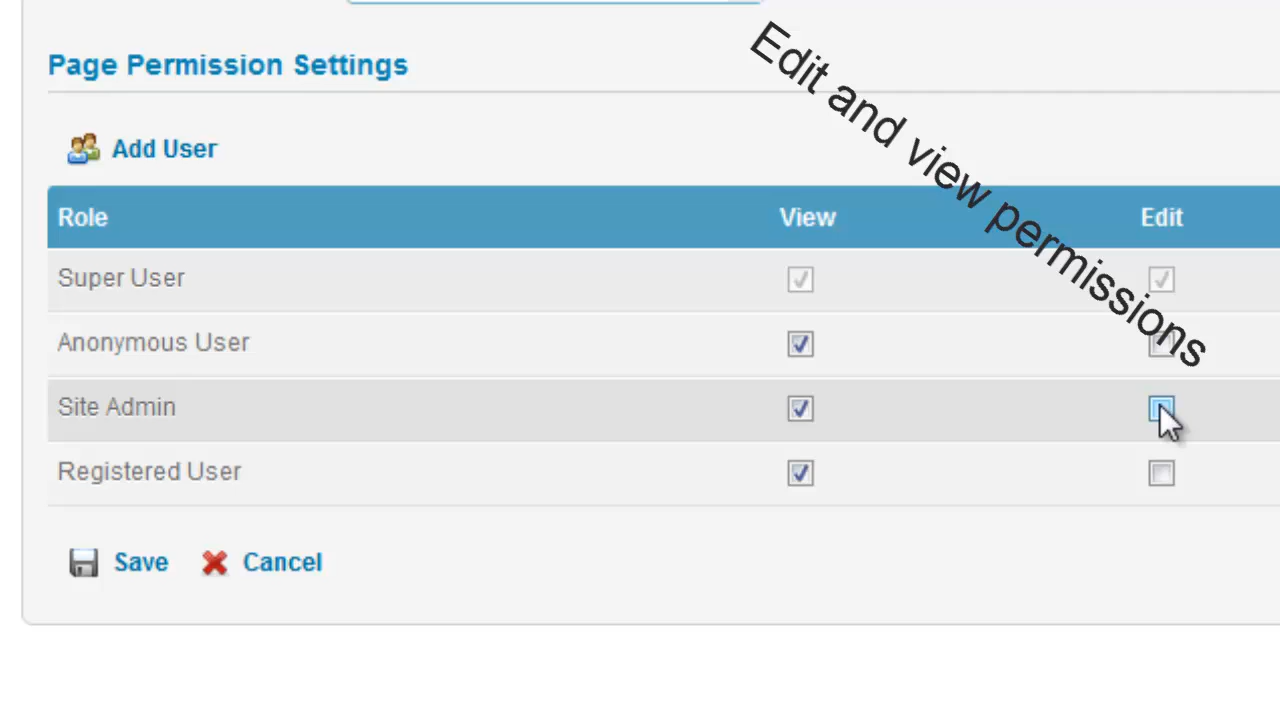 Page Permission Settings
Edit and view permissions
Add User
Role View Edit
Super User
Anonymous User
Site Admin
Registered User
Save Cancel